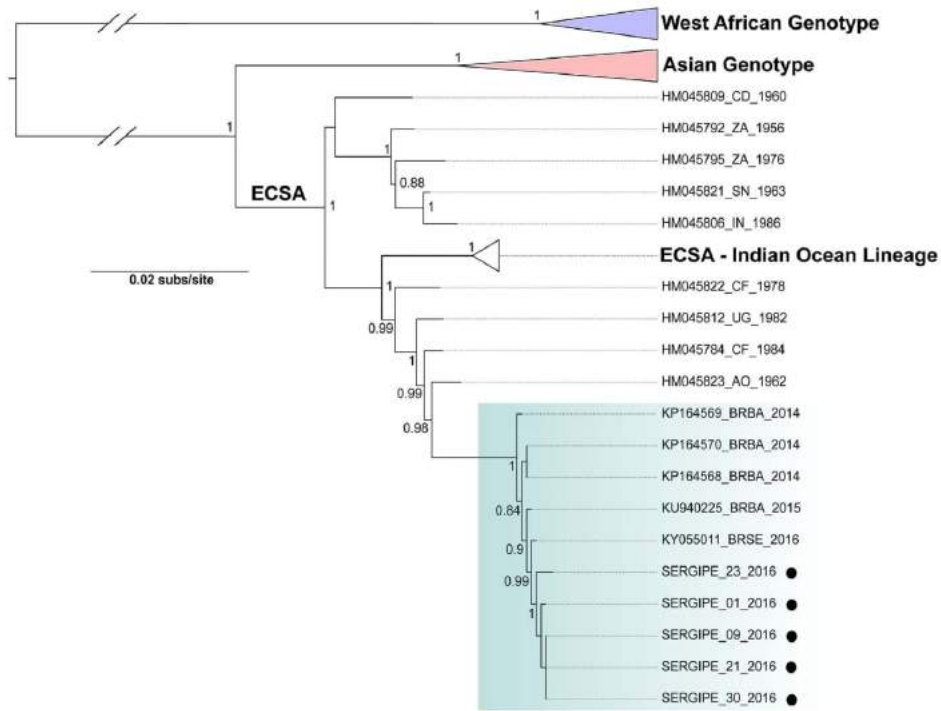 1
West African Genotype
1
Asian Genotype
HM045809_CD_1960
1
HM045792_ZA_1956
1
HM045795_ZA_1976
0.88
ECSA
HM045821_SN_1963
1
1
HM045806_IN_1986
1
ECSA - Indian Ocean Lineage
0.02 subs/site
1
HM045822_CF_1978
0.99
HM045812_UG_1982
1
HM045784_CF_1984
0.99
HM045823_AO_1962
0.98
KP164569_BRBA_2014
KP164570_BRBA_2014
1
KP164568_BRBA_2014
0.84
KU940225_BRBA_2015
0.9
KY055011_BRSE_2016
0.99
SERGIPE_23_2016
1
SERGIPE_01_2016
SERGIPE_09_2016
SERGIPE_21_2016
SERGIPE_30_2016